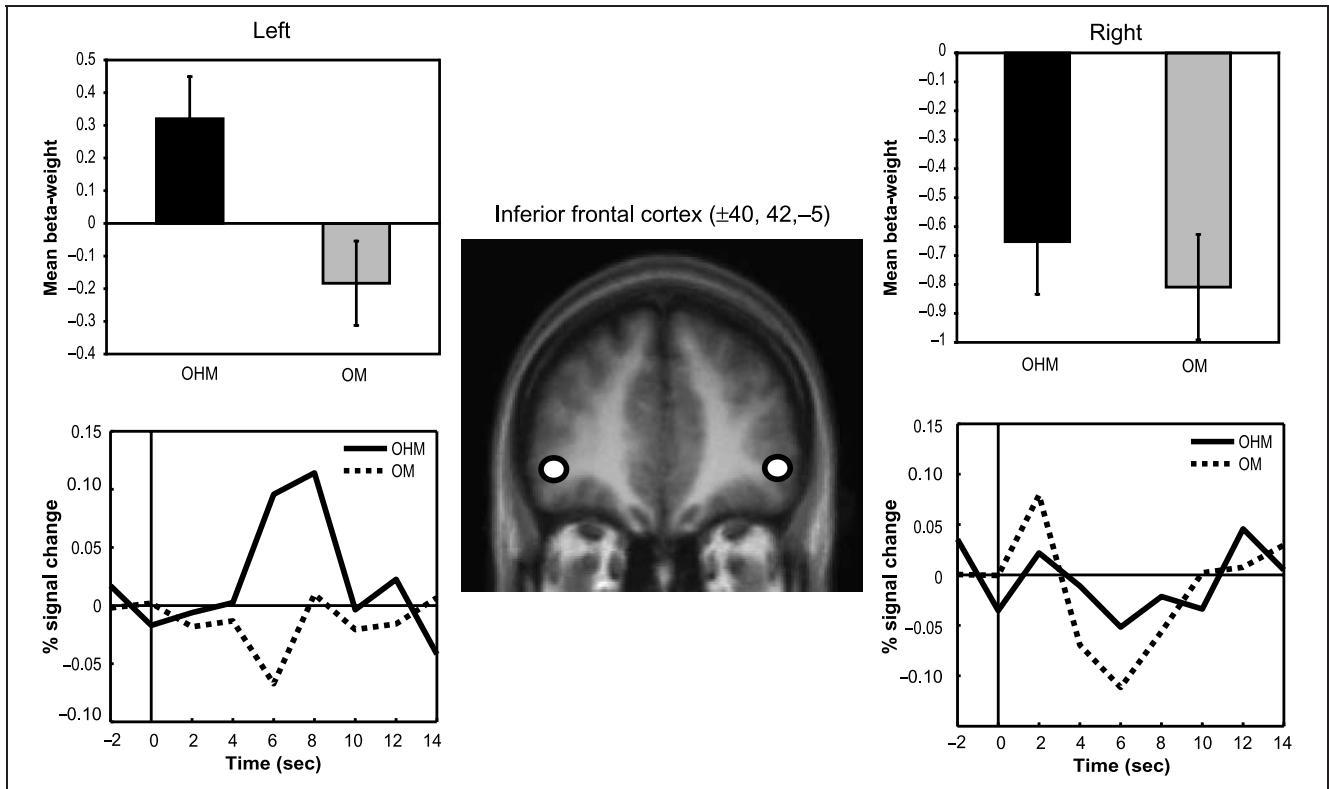 Left
Mean beta-weight
0.5
0.4
0.3
0.2
0.1
0
–0.1
–0.2
–0.3
–0.4
OHM OM
% signal change
0.15
0.10
0.05
0
–0.05
–0.10
OHM
OM
–2 0 2 4 6 8 10 12 14
Time (sec)
Inferior frontal cortex (±40, 42,–5)
Right
Mean beta-weight
0
–0.1
–0.2
–0.3
–0.4
–0.5
–0.6
–0.7
–0.8
–0.9
–1
OHM OM
% signal change
0.15
0.10
0.05
0
–0.05
–0.10
OHM
OM
–2 0 2 4 6 8 10 12 14
Time (sec)